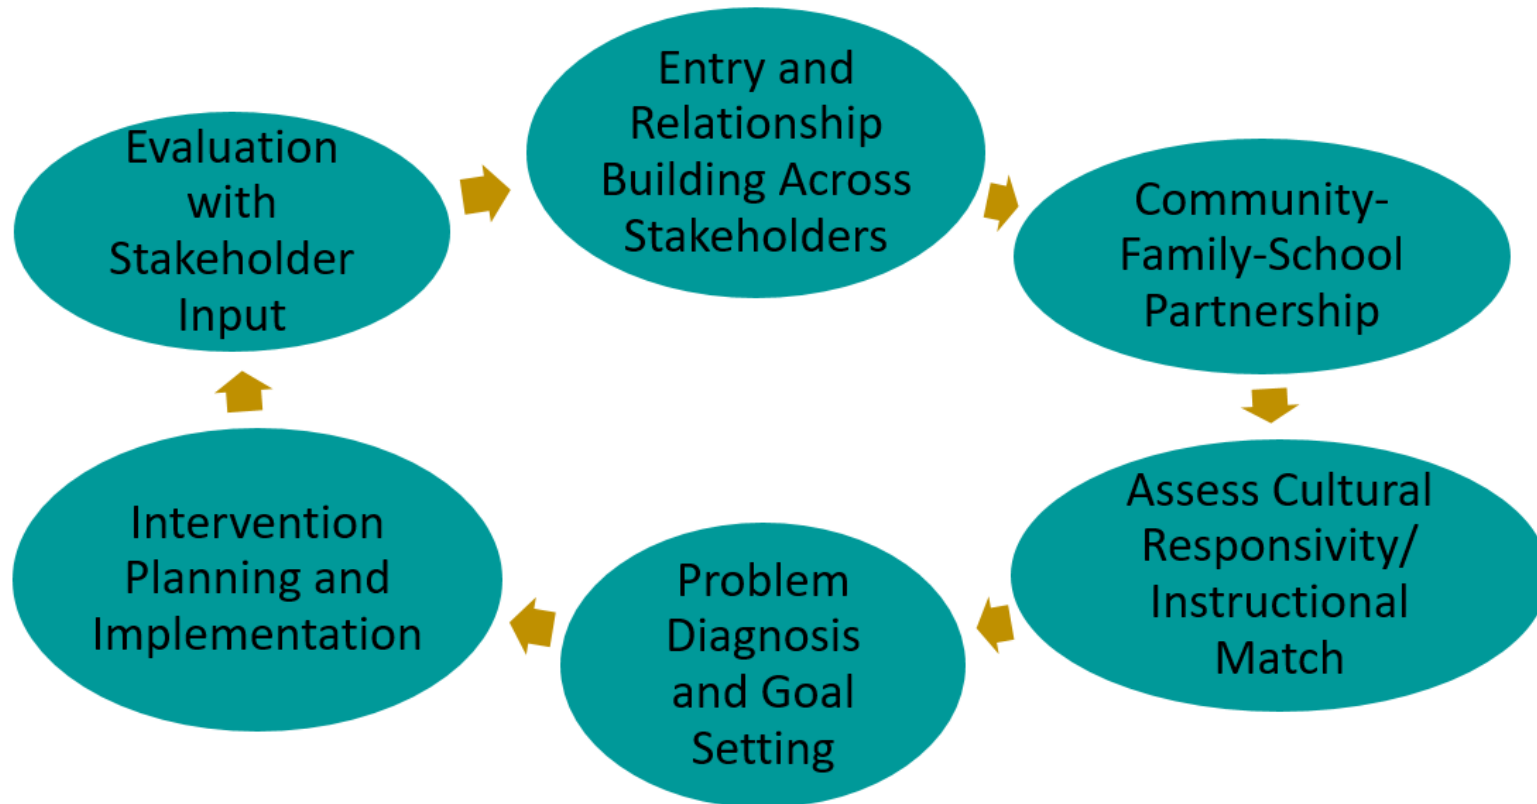 Entry and
Relationship
Building Across
Stakeholders
Community-
Family-School
Partnership
Assess Cultural
Responsivity/
Instructional
Match
Problem
Diagnosis
and Goal
Setting
Intervention
Planning and
Implementation
Evaluation
with
Stakeholder
Input